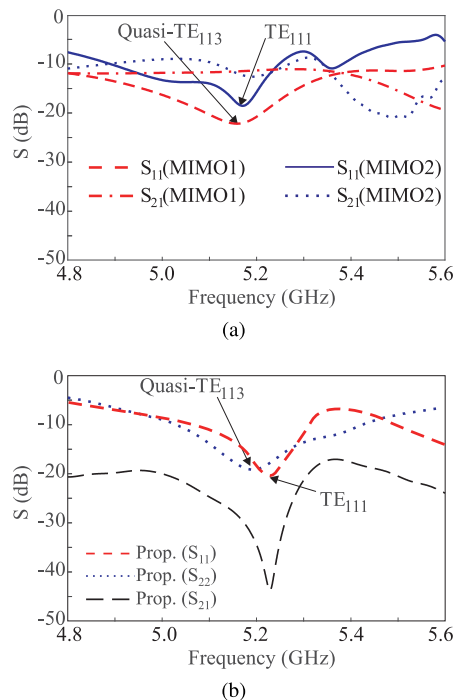 Quasi-TE113 TE111
0
-10
-20
-30
-40
-50
S (dB)
S11(MIMO1) S11(MIMO2)
S21(MIMO1) S21(MIMO2)
4.8 5.0 5.2 5.4 5.6
Frequency (GHz)
(a)
0
-10
-20
-30
-40
-50
S (dB)
Quasi-TE113
TE111
Prop. (S11)
Prop. (S22)
Prop. (S21)
4.8 5.0 5.2 5.4 5.6
Frequency (GHz)
(b)